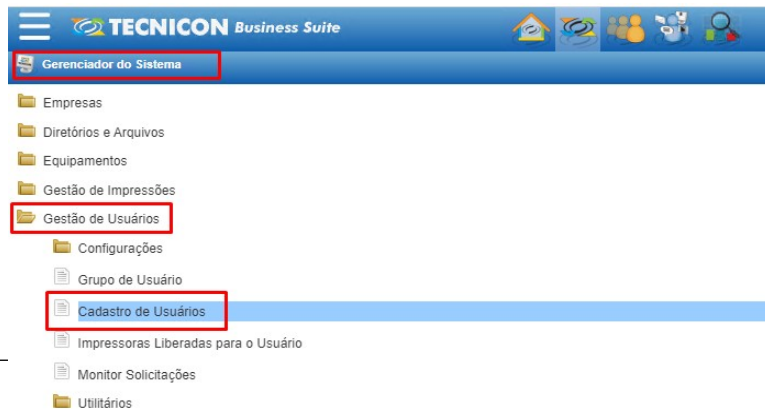 TECNICON Business Suite
Gerenciador do Sistema
Empresas
Diretórios e Arquivos
Equipamentos
Gestão de Impressões
Gestão de Usuários
Configurações
Grupo de Usuário
Cadastro de Usuários
Impressoras Liberadas para o Usuário
Monitor Solicitações
Utilitários